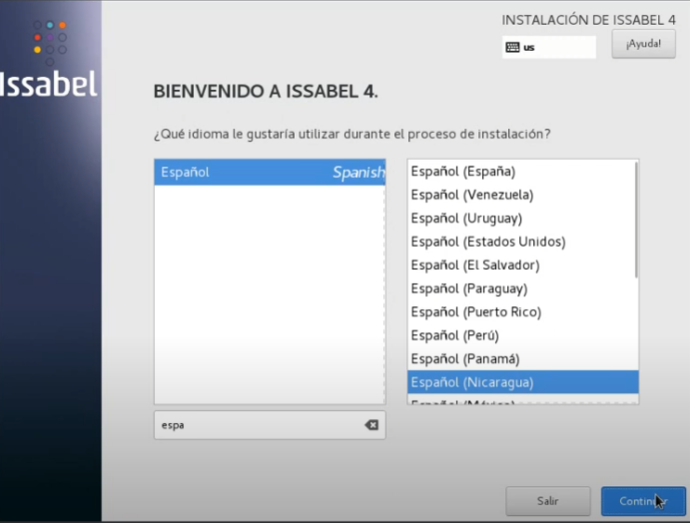 INSTALACIÓN DE ISSABEL 4
us
¡Ayuda!
Issabel
BIENVENIDO A ISSABEL 4.
¿Qué idioma le gustaría utilizar durante el proceso de instalación?
Español Spanish
Español (España)
Español (Venezuela)
Español (Uruguay)
Español (Estados Unidos)
Español (El Salvador)
Español (Paraguay)
Español (Puerto Rico)
Español (Perú)
Español (Panamá)
Español (Nicaragua)
Español (México)
espa
Salir
Continuar